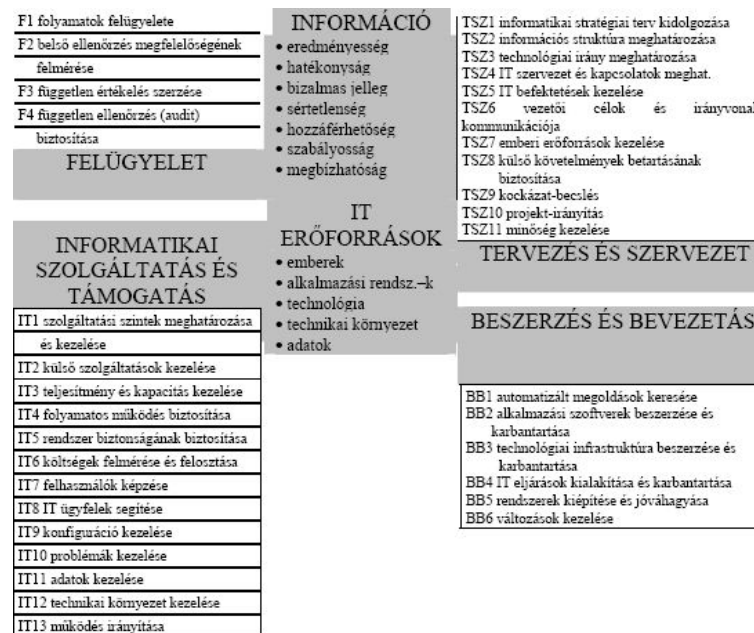 F1 folyamatok felügyelete
F2 belső ellenőrzés megfelelőségének
felmérése
F3 független értékelés szerzése
F4 független ellenőrzés (audit)
biztosítása
FELÜGYELET
INFORMÁCIÓ
• eredményesség
• hatékonyság
• bizalmas jelleg
• sértetlenség
• hozzáférhetőség
• szabályosság
• megbízhatóság
IT
ERŐFORRÁSOK
• emberek
• alkalmazási rendsz.–k
• technológia
• technikai környezet
• adatok
TSZ1 informatikai stratégiai terv kidolgozása
TSZ2 információs struktúra meghatározása
TSZ3 technológiai irány meghatározása
TSZ4 IT szervezet és kapcsolatok meghat.
TSZ5 IT befektetések kezelése
TSZ6 vezetői célok és irányvonal
kommunikációja
TSZ7 emberi erőforrások kezelése
TSZ8 külső követelmények betartásának
biztosítása
TSZ9 kockázat-becslés
TSZ10 projekt-irányítás
TSZ11 minőség kezelése
TERVEZÉS ÉS SZERVEZET
INFORMATIKAI
SZOLGÁLTATÁS ÉS
TÁMOGATÁS
IT1 szolgáltatási szintek meghatározása
és kezelése
IT2 külső szolgáltatások kezelése
IT3 teljesítmény és kapacitás kezelése
IT4 folyamatos működés biztosítása
IT5 rendszer biztonságának biztosítása
IT6 költségek felmérése és felosztása
IT7 felhasználók képzése
IT8 IT ügyfelek segítése
IT9 konfiguráció kezelése
IT10 problémák kezelése
IT11 adatok kezelése
IT12 technikai környezet kezelése
IT13 működés irányítása
BESZERZÉS ÉS BEVEZETÁS
BB1 automatizált megoldások keresése
BB2 alkalmazási szoftverek beszerzése és
karbantartása
BB3 technológiai infrastruktúra beszerzése és
karbantartása
BB4 IT eljárások kialakítása és karbantartása
BB5 rendszerek kiépítése és jóváhagyása
BB6 változások kezelése